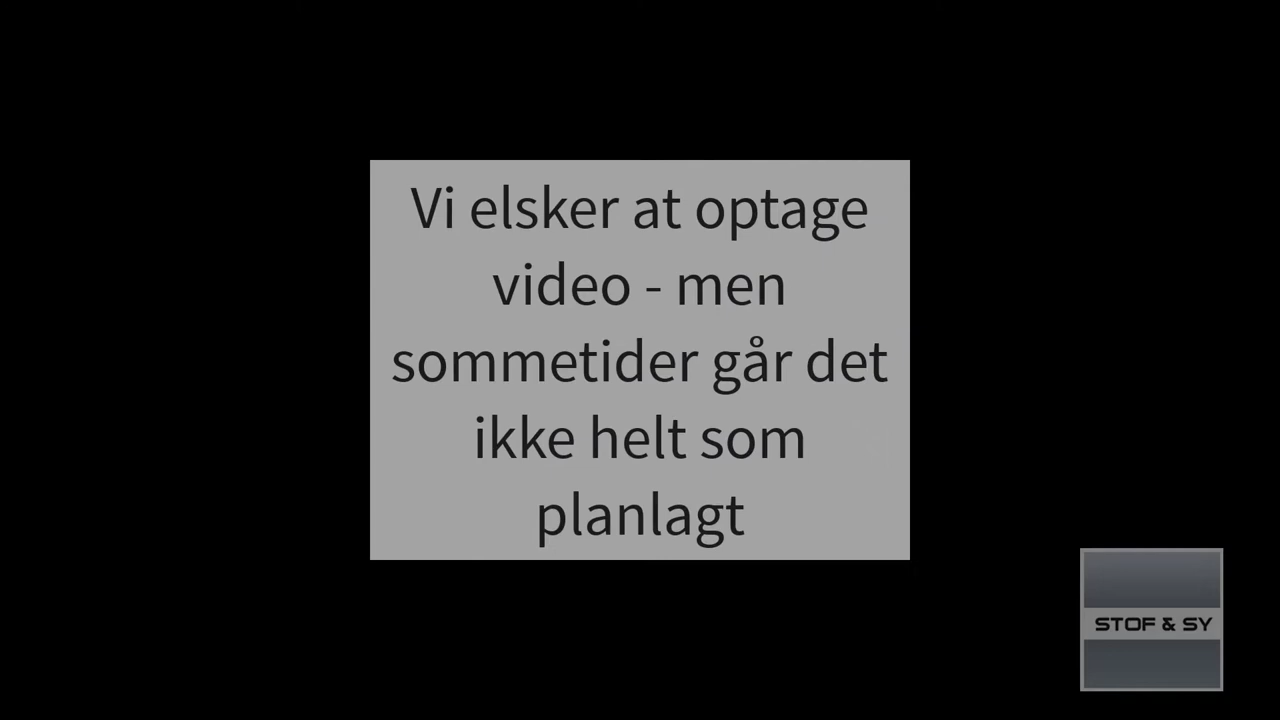 Vi elsker at optage
video - men
sommetider går det
ikke helt som
planlagt
STOF & SY